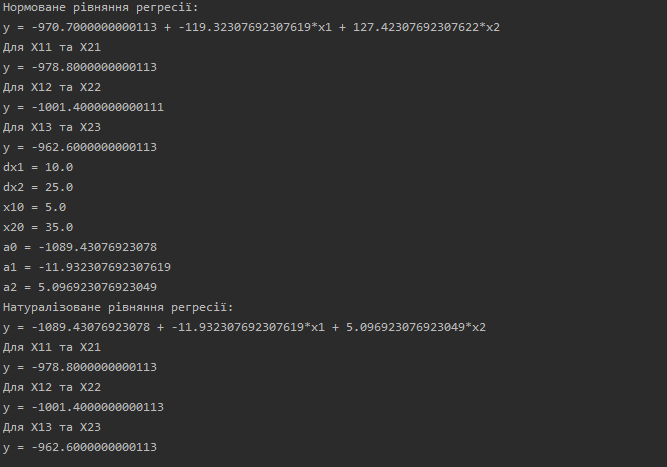 Нормоване рівняння регресії:
y = -970.7000000000113 + -119.32307692307619*x1 + 127.42307692307622*x2
Для X11 та X21
y = -978.8000000000113
Для X12 та X22
y = -1001.4000000000111
Для X13 та X23
y = -962.6000000000113
dx1 = 10.0
dx2 = 25.0
x10 = 5.0
x20 = 35.0
a0 = -1089.43076923078
a1 = -11.932307692307619
a2 = 5.096923076923049
Натуралізоване рівняння регресії:
y = -1089.43076923078 + -11.932307692307619*x1 + 5.096923076923049*x2
Для X11 та X21
y = -978.8000000000113
Для X12 та X22
y = -1001.4000000000113
Для X13 та X23
y = -962.6000000000113